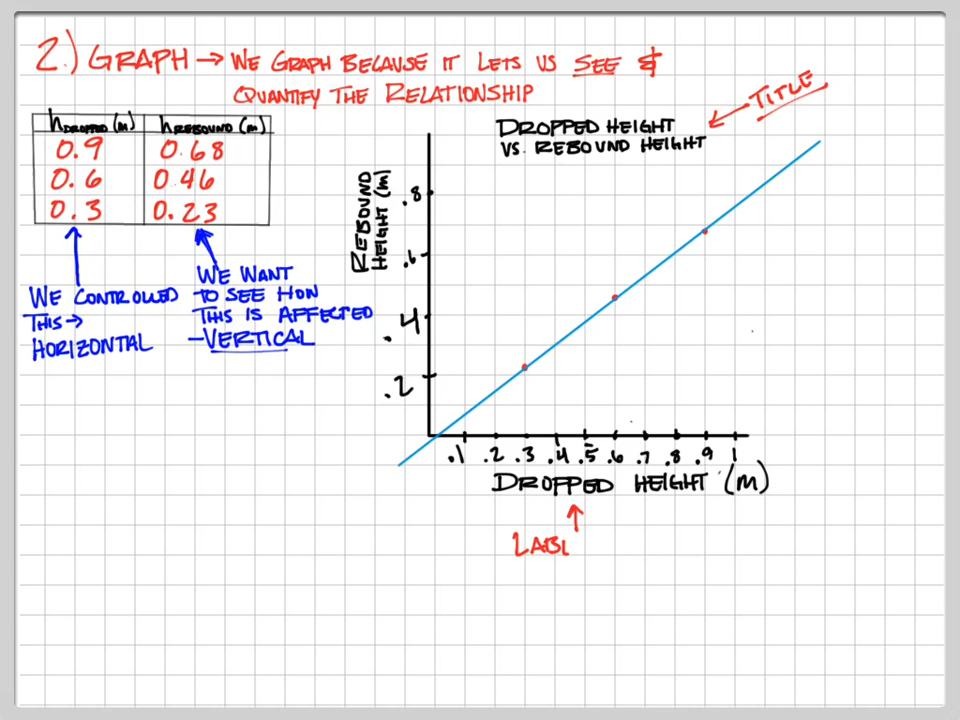 2.) GRAPH → WE GRAPH BECAUSE IT LETS US SEE &
QUANTIFY THE RELATIONSHIP
hDROPPED (m) hREBOUND (m)
0.9 0.68
0.6 0.46
0.3 0.23
WE CONTROLLED
THIS →
HORIZONTAL
WE WANT
TO SEE HOW
THIS IS AFFECTED
-VERTICAL
TITLE
DROPPED HEIGHT
VS. REBOUND HEIGHT
REBOUND
HEIGHT (m)
.8
.6
.4
.2
.1 .2 .3 .4 .5 .6 .7 .8 .9 1
DROPPED HEIGHT (m)
LABL